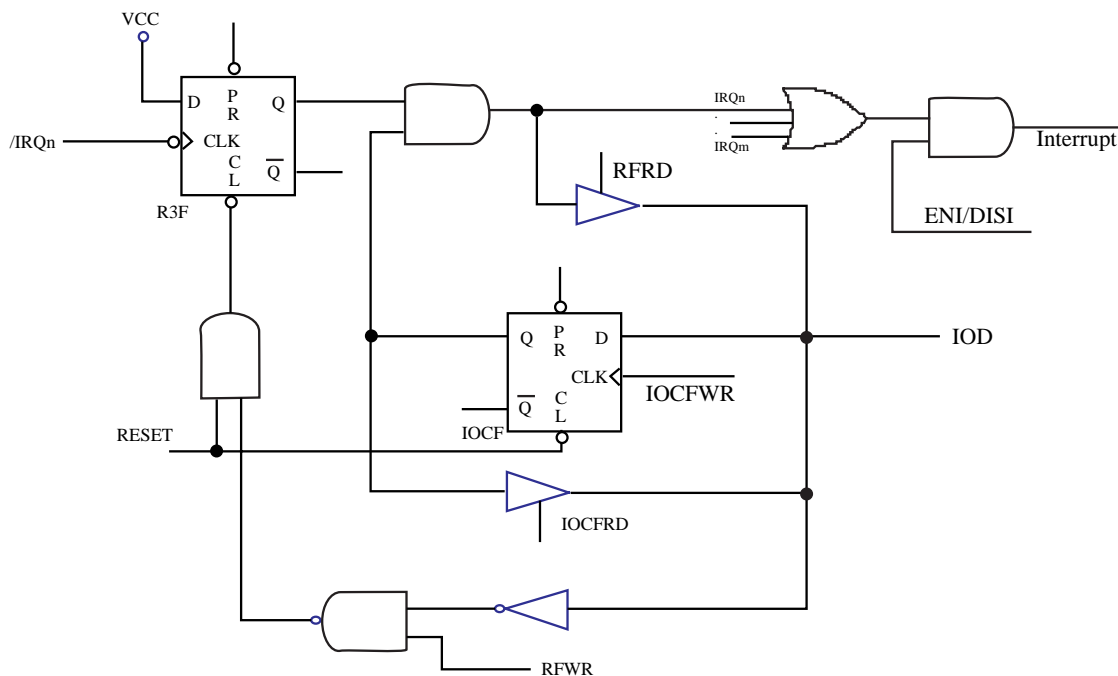 VCC
D
P
R
Q
/IRQn
CLK
C
L
Q
R3F
IRQn
.
.
IRQm
Interrupt
RFRD
ENI/DISI
Q
P
R
D
IOD
CLK
IOCFWR
Q
C
L
IOCF
RESET
IOCFRD
RFWR